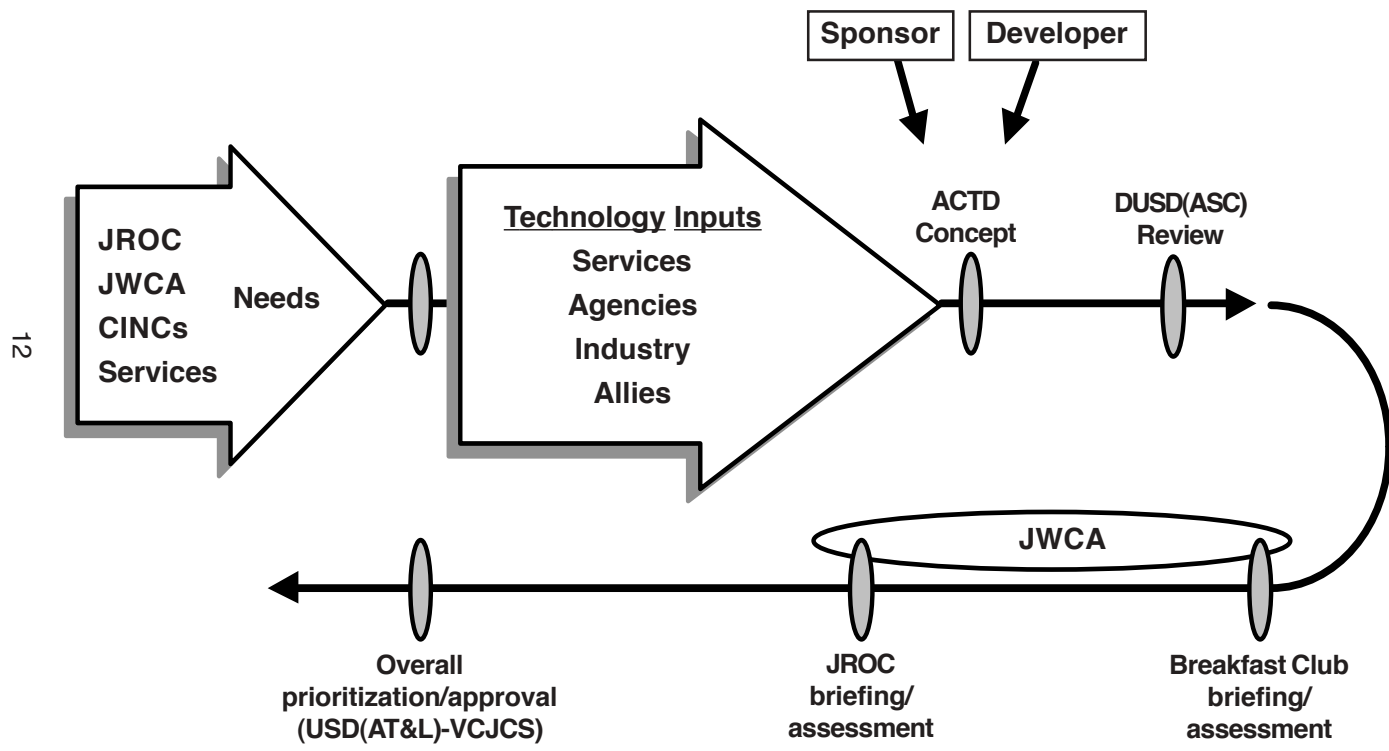 Sponsor
Developer
JROC
JWCA
CINCs
Services
Needs
Technology Inputs
Services
Agencies
Industry
Allies
ACTD
Concept
DUSD(ASC)
Review
12
JWCA
Overall
prioritization/approval
(USD(AT&L)-VCJCS)
JROC
briefing/
assessment
Breakfast Club
briefing/
assessment